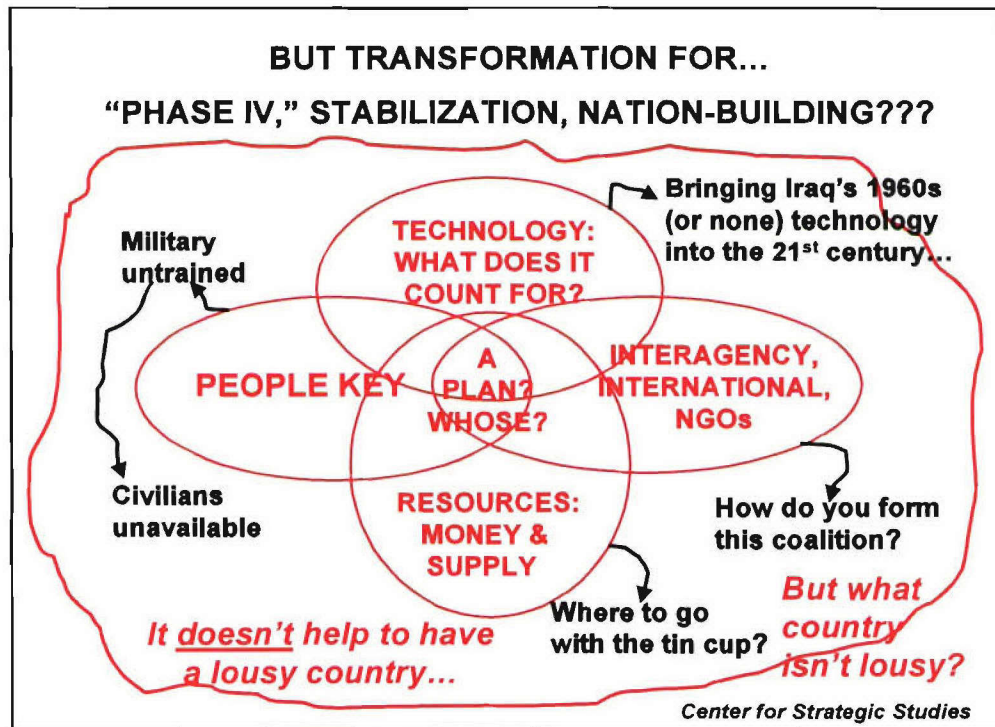 BUT TRANSFORMATION FOR…
“PHASE IV,” STABILIZATION, NATION-BUILDING???
Bringing Iraq’s 1960s
(or none) technology
into the 21st century…
TECHNOLOGY:
WHAT DOES IT
COUNT FOR?
Military
untrained
PEOPLE KEY
A
PLAN?
WHOSE?
INTERAGENCY,
INTERNATIONAL,
NGOs
Civilians
unavailable
RESOURCES:
MONEY &
SUPPLY
How do you form
this coalition?
Where to go
with the tin cup?
It doesn’t help to have
a lousy country…
But what
country
isn’t lousy?
Center for Strategic Studies